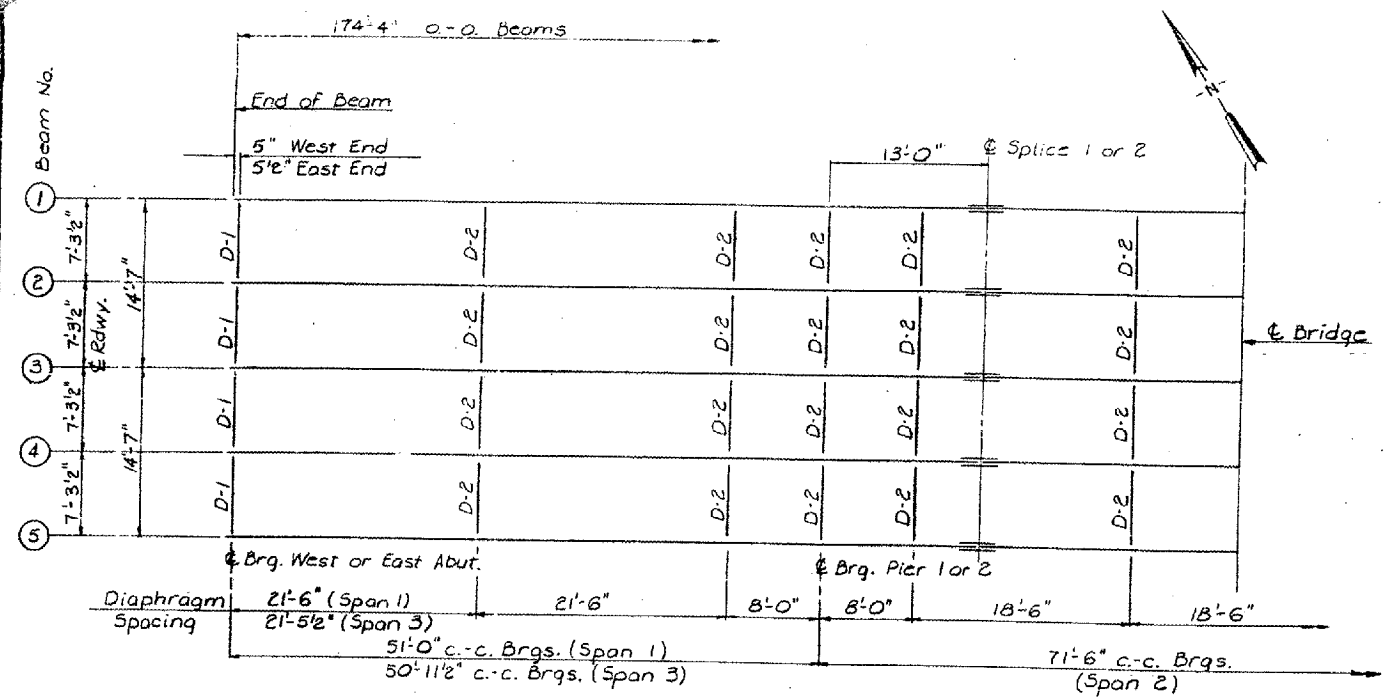 174'-4" O.-O. Beams
-N-
Beam No.
End of Beam
5" West End
5½" East End
13'-0"
℄ Splice 1 or 2
1
2
3
4
5
7'-3½"
7'-3½"
7'-3½"
7'-3½"
℄ Rdwy.
14'-7"
14'-7"
D-1
D-2
D-2
D-2
D-2
D-2
D-1
D-2
D-2
D-2
D-2
D-2
℄ Bridge
D-1
D-2
D-2
D-2
D-2
D-2
D-1
D-2
D-2
D-2
D-2
D-2
℄ Brg. West or East Abut.
℄ Brg. Pier 1 or 2
Diaphragm
Spacing
21'-6" (Span 1)
21'-5½" (Span 3)
21'-6"
8'-0"
8'-0"
18'-6"
18'-6"
51'-0" c.-c. Brgs. (Span 1)
50'-11½" c.-c. Brgs. (Span 3)
71'-6" c.-c. Brgs.
(Span 2)